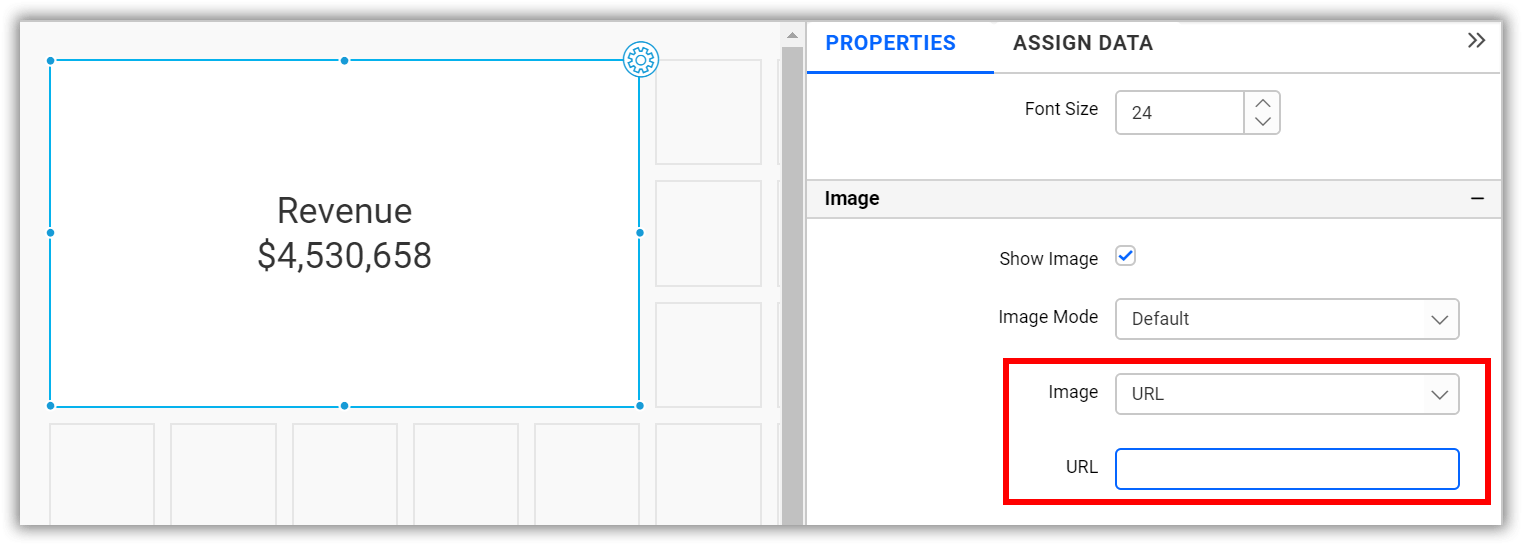 Revenue
$4,530,658
PROPERTIES
ASSIGN DATA
Font Size
24
Image
Show Image
Image Mode
Default
Image
URL
URL